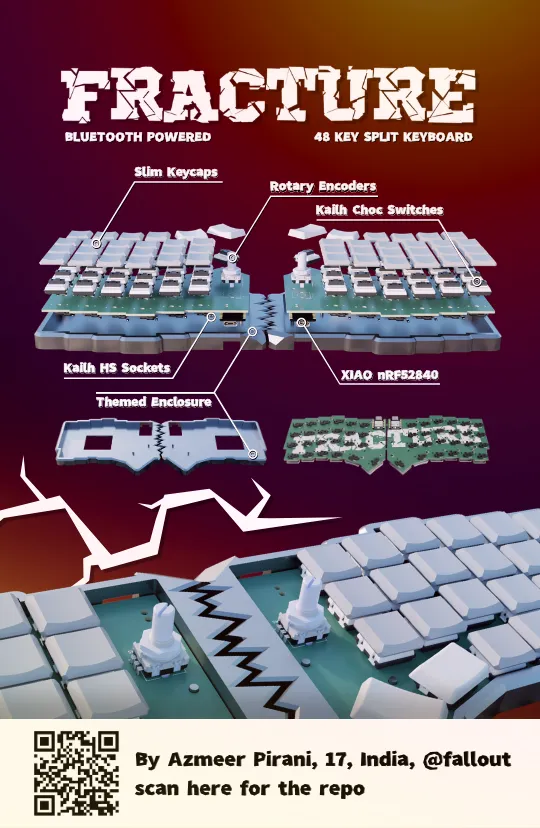 FRACTURE
BLUETOOTH POWERED
48 KEY SPLIT KEYBOARD
Slim Keycaps
Rotary Encoders
Kailh Choc Switches
Kailh HS Sockets
XIAO nRF52840
Themed Enclosure
FRACTURE
By Azmeer Pirani, 17, India, @fallout
scan here for the repo